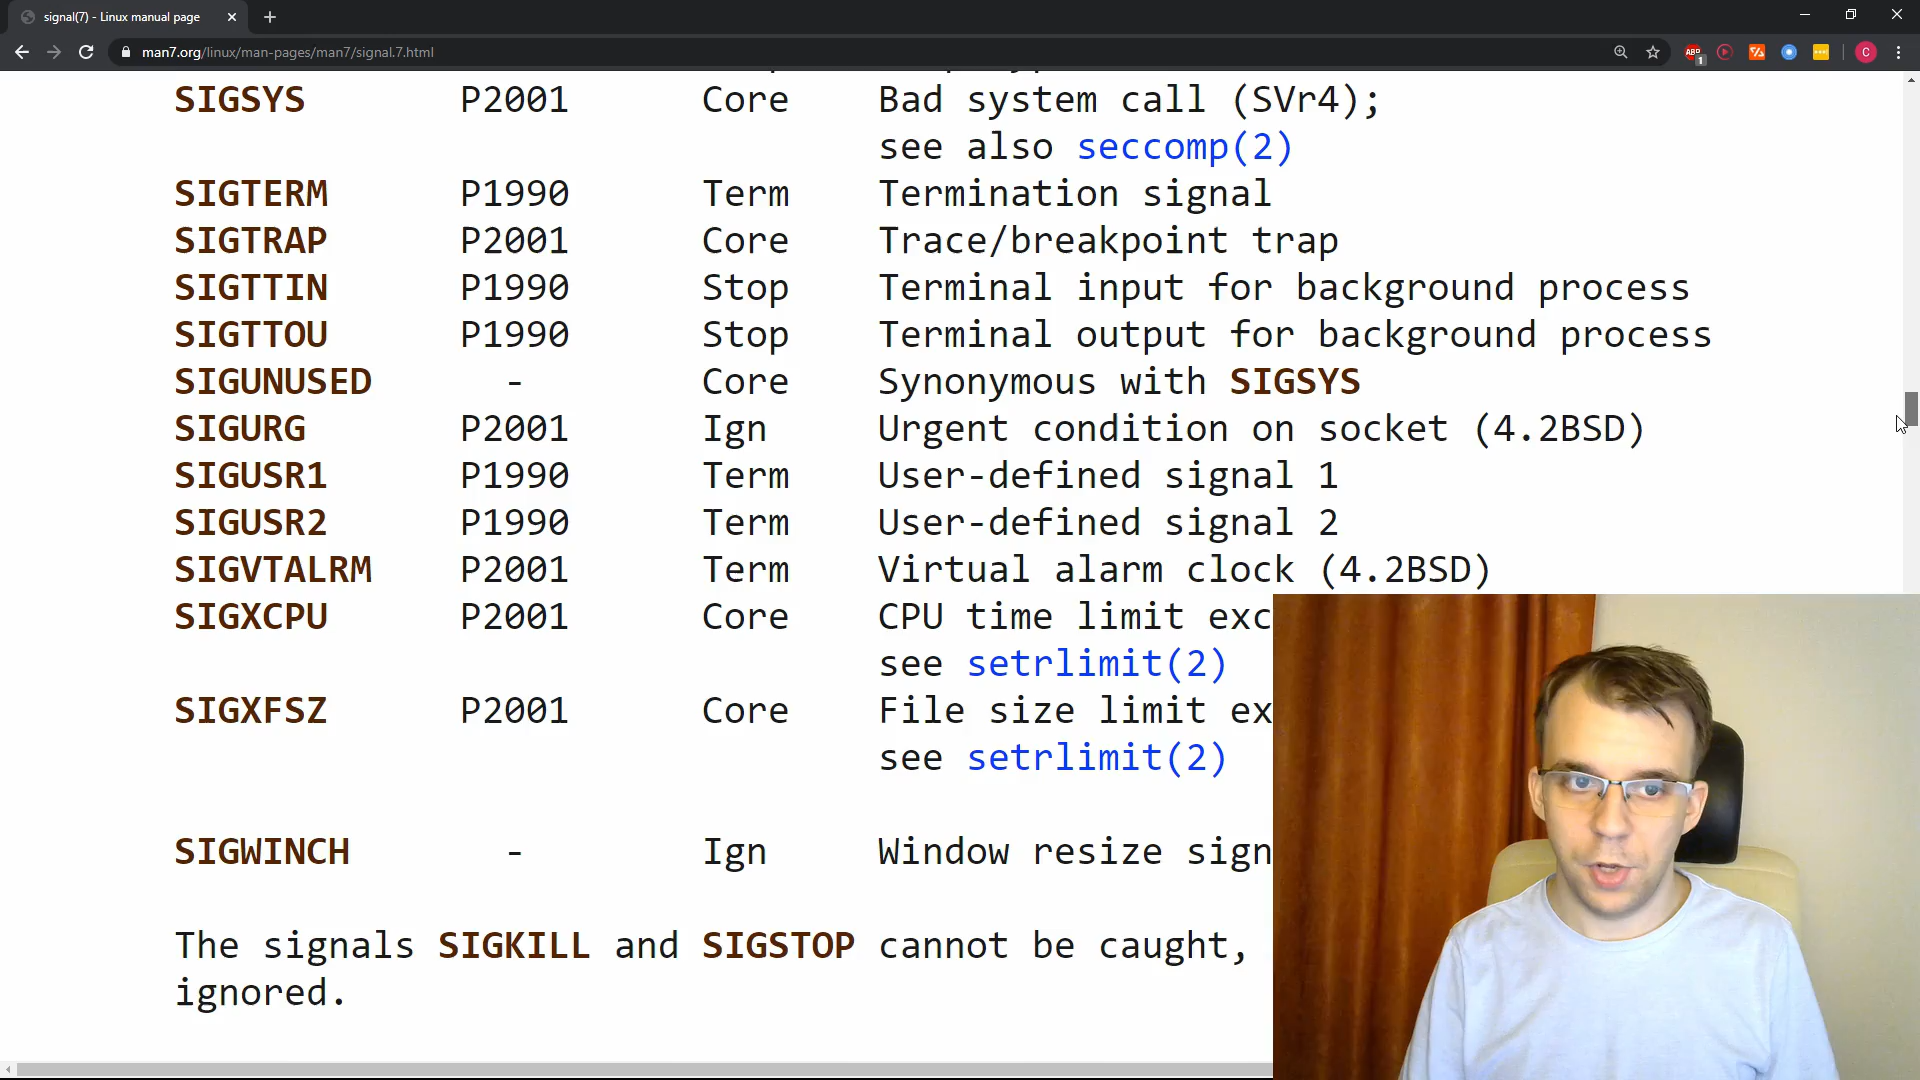 signal(7) - Linux manual page
man7.org/linux/man-pages/man7/signal.7.html
ABP
1
C
SIGSYS P2001 Core Bad system call (SVr4);
see also seccomp(2)
SIGTERM P1990 Term Termination signal
SIGTRAP P2001 Core Trace/breakpoint trap
SIGTTIN P1990 Stop Terminal input for background process
SIGTTOU P1990 Stop Terminal output for background process
SIGUNUSED - Core Synonymous with SIGSYS
SIGURG P2001 Ign Urgent condition on socket (4.2BSD)
SIGUSR1 P1990 Term User-defined signal 1
SIGUSR2 P1990 Term User-defined signal 2
SIGVTALRM P2001 Term Virtual alarm clock (4.2BSD)
SIGXCPU P2001 Core CPU time limit exc
see setrlimit(2)
SIGXFSZ P2001 Core File size limit ex
see setrlimit(2)
SIGWINCH - Ign Window resize sign
The signals SIGKILL and SIGSTOP cannot be caught,
ignored.